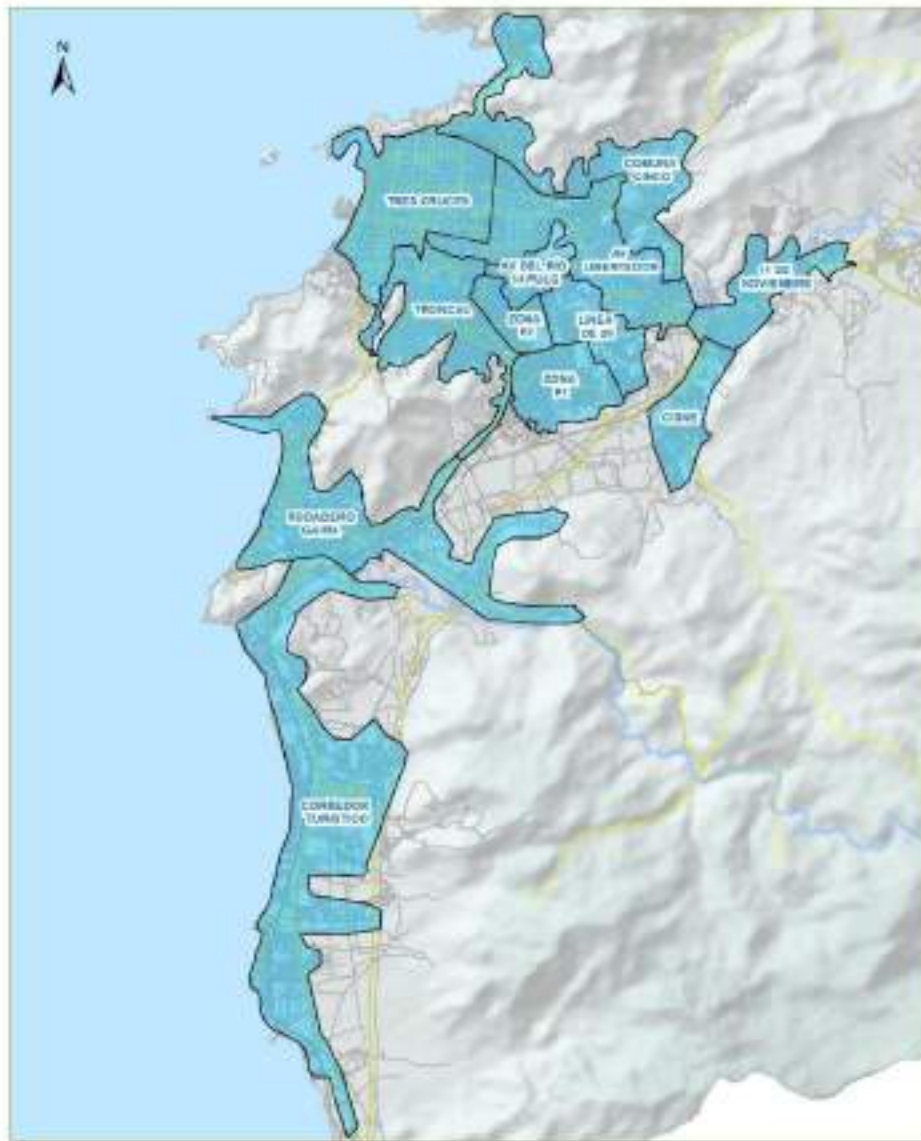 N
COMUNA
CINCO
TRES CRUCES
AV DEL RIO
14 PULG
AV
LIBERTADOR
11 DE
NOVIEMBRE
TRONCAL
ZONA
LINEA
DE 20
ZONA
RODADERO
GAIRA
CORREDOR
TURISTICO